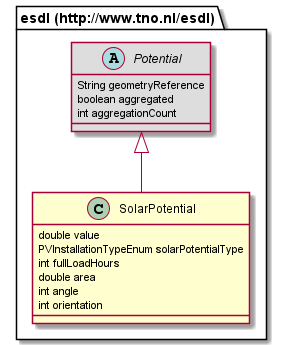 esdl (http://www.tno.nl/esdl)
A Potential
String geometryReference
boolean aggregated
int aggregationCount
C SolarPotential
double value
PVInstallationTypeEnum solarPotentialType
int fullLoadHours
double area
int angle
int orientation